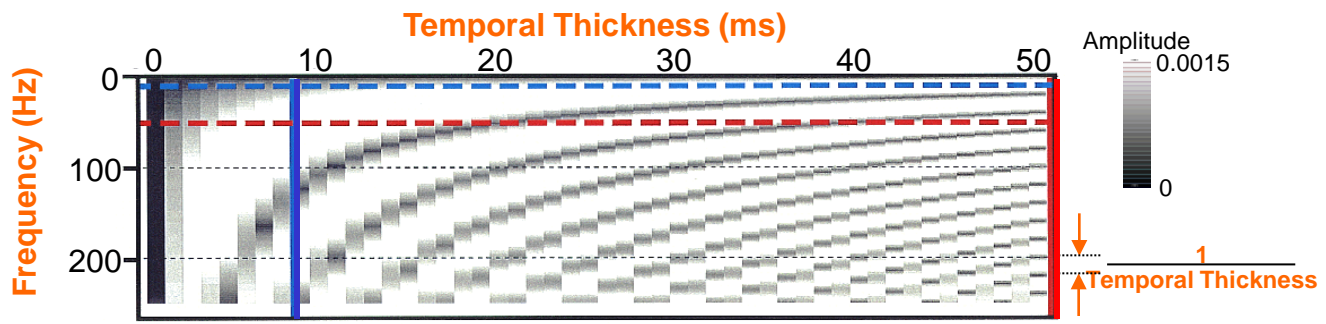 Temporal Thickness (ms)
0 10 20 30 40 50
Frequency (Hz)
0
100
200
Amplitude
0.0015
0
1
Temporal Thickness